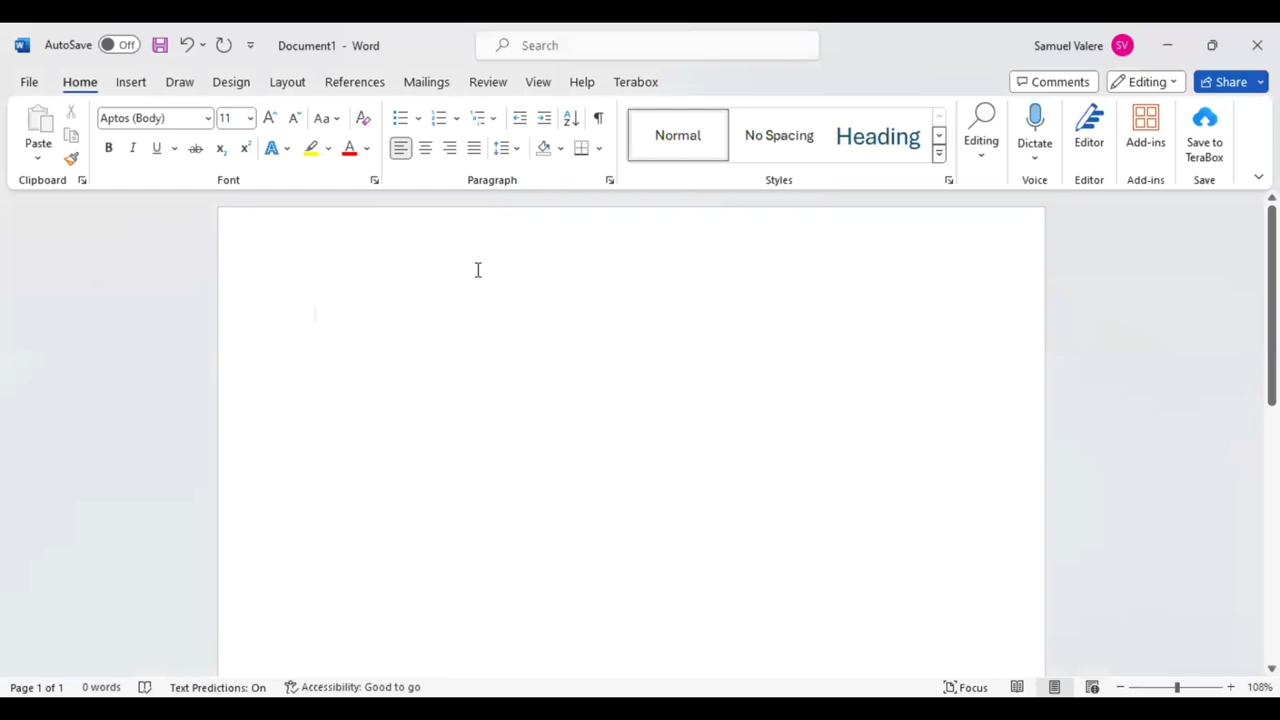 AutoSave Off Document1 - Word Search Samuel Valere SV
File Home Insert Draw Design Layout References Mailings Review View Help Terabox Comments Editing Share
Paste Aptos (Body) 11 Aa Normal No Spacing Heading Editing Dictate Editor Add-ins Save to TeraBox
B I U ab x₂ x² A A
Clipboard Font Paragraph Styles Voice Editor Add-ins Save
Page 1 of 1 0 words Text Predictions: On Accessibility: Good to go Focus 108%